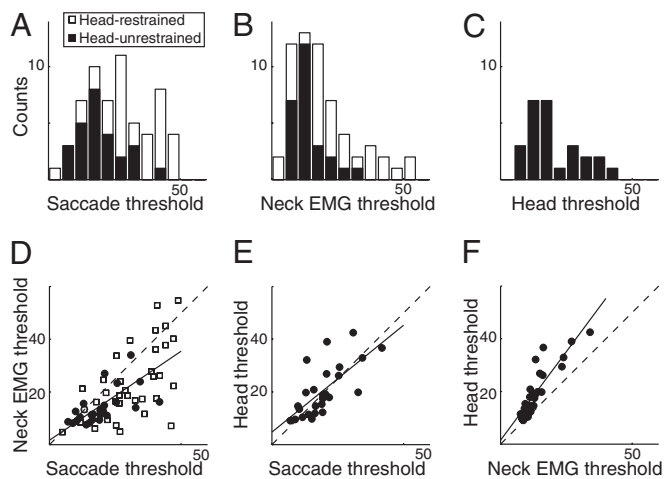 A
Head-restrained
Head-unrestrained
10
Counts
50
Saccade threshold
B
10
50
Neck EMG threshold
C
10
50
Head threshold
D
Neck EMG threshold
40
20
50
Saccade threshold
E
Head threshold
40
20
50
Saccade threshold
F
Head threshold
40
20
50
Neck EMG threshold